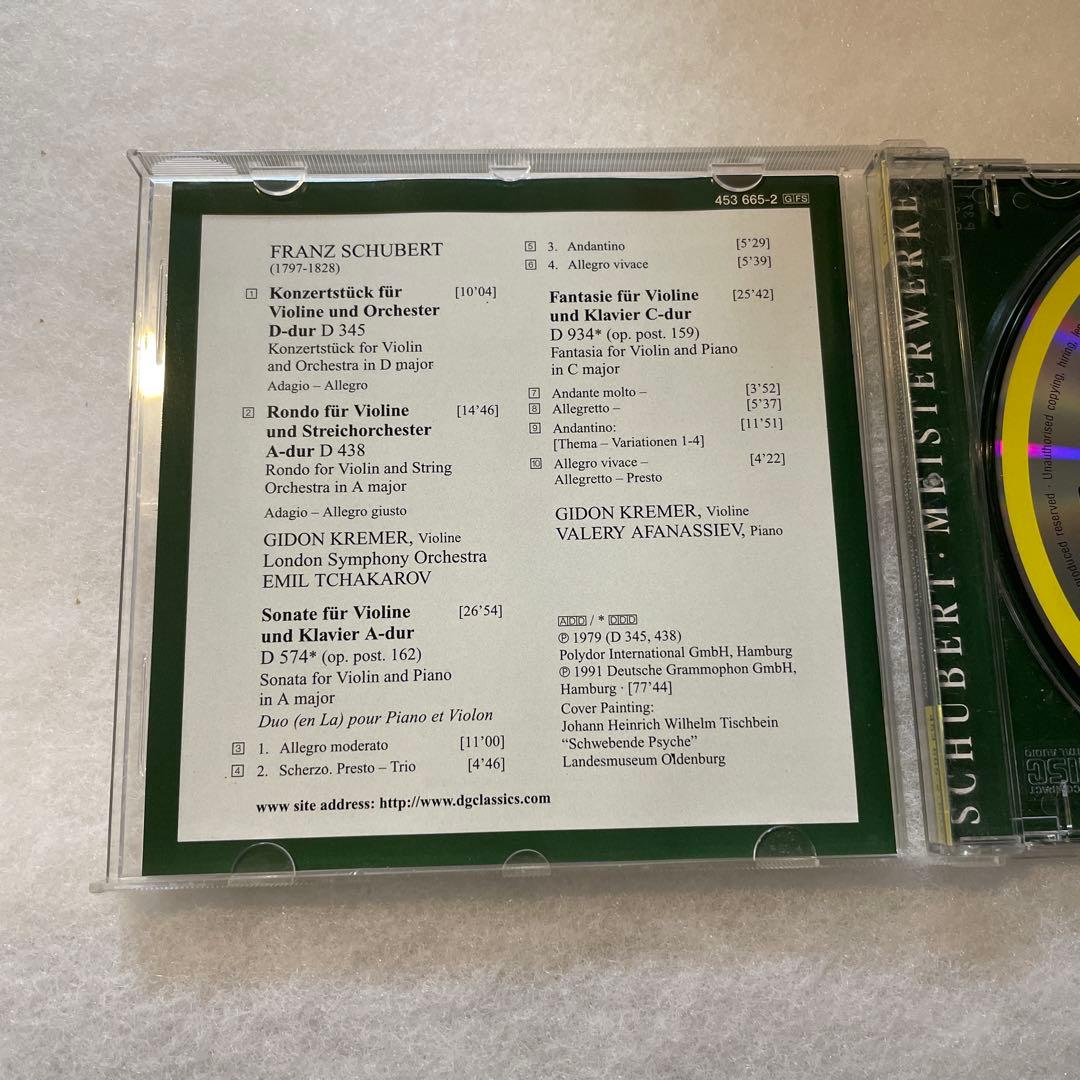 453 665-2 GFS
FRANZ SCHUBERT
(1797-1828)
1 Konzertstück für [10'04]
Violine und Orchester
D-dur D 345
Konzertstück for Violin
and Orchestra in D major
Adagio – Allegro
2 Rondo für Violine [14'46]
und Streichorchester
A-dur D 438
Rondo for Violin and String
Orchestra in A major
Adagio – Allegro giusto
GIDON KREMER, Violine
London Symphony Orchestra
EMIL TCHAKAROV
Sonate für Violine [26'54]
und Klavier A-dur
D 574* (op. post. 162)
Sonata for Violin and Piano
in A major
Duo (en La) pour Piano et Violon
3 1. Allegro moderato [11'00]
4 2. Scherzo. Presto – Trio [4'46]
www site address: http://www.dgclassics.com
5 3. Andantino [5'29]
6 4. Allegro vivace [5'39]
Fantasie für Violine [25'42]
und Klavier C-dur
D 934* (op. post. 159)
Fantasia for Violin and Piano
in C major
7 Andante molto – [3'52]
8 Allegretto – [5'37]
9 Andantino: [11'51]
[Thema – Variationen 1-4]
10 Allegro vivace – [4'22]
Allegretto – Presto
GIDON KREMER, Violine
VALERY AFANASSIEV, Piano
ADD / * DDD
℗ 1979 (D 345, 438)
Polydor International GmbH, Hamburg
℗ 1991 Deutsche Grammophon GmbH,
Hamburg · [77'44]
Cover Painting:
Johann Heinrich Wilhelm Tischbein
“Schwebende Psyche”
Landesmuseum Oldenburg
SCHUBERT · MEISTERWERKE
reserved · Unauthorised copying, hiring,
COMPACT
DISC